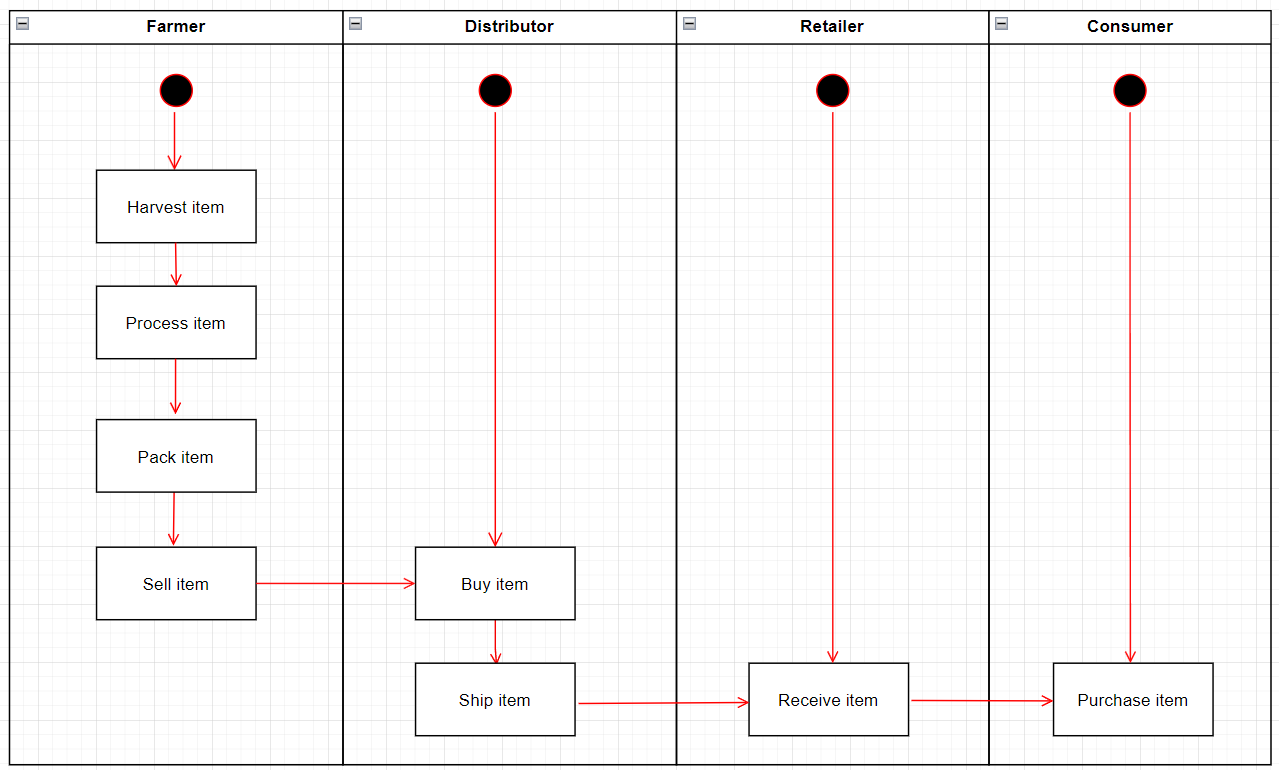 Farmer
Distributor
Retailer
Consumer
Harvest item
Process item
Pack item
Sell item
Buy item
Ship item
Receive item
Purchase item